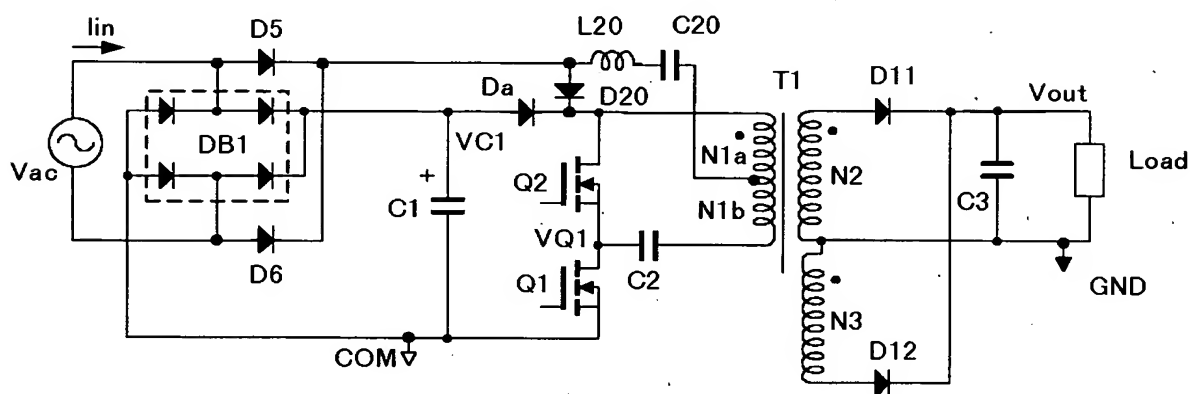 Iin
D5
L20
C20
Da
D20
T1
D11
Vout
DB1
VC1
N1a
Vac
+
Q2
N2
C3
Load
C1
N1b
VQ1
D6
Q1
C2
GND
N3
COM
D12